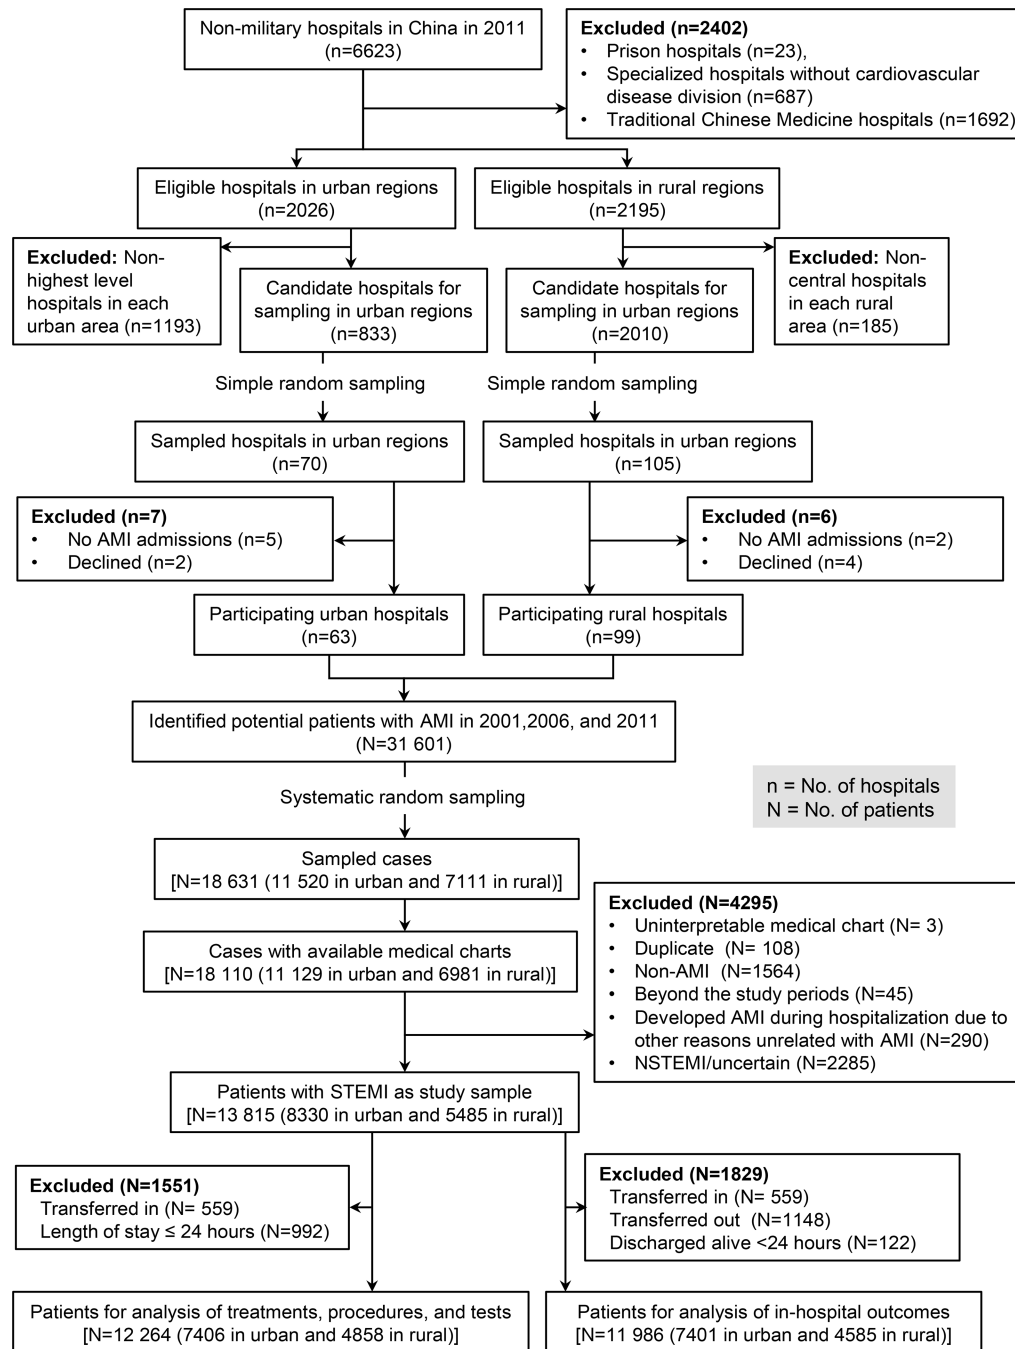 Non-military hospitals in China in 2011
(n=6623)
Excluded (n=2402)
• Prison hospitals (n=23),
• Specialized hospitals without cardiovascular
disease division (n=687)
• Traditional Chinese Medicine hospitals (n=1692)
Eligible hospitals in urban regions
(n=2026)
Eligible hospitals in rural regions
(n=2195)
Excluded: Non-
highest level
hospitals in each
urban area (n=1193)
Candidate hospitals for
sampling in urban regions
(n=833)
Candidate hospitals for
sampling in urban regions
(n=2010)
Excluded: Non-
central hospitals
in each rural
area (n=185)
Simple random sampling
Simple random sampling
Sampled hospitals in urban regions
(n=70)
Sampled hospitals in urban regions
(n=105)
Excluded (n=7)
• No AMI admissions (n=5)
• Declined (n=2)
Excluded (n=6)
• No AMI admissions (n=2)
• Declined (n=4)
Participating urban hospitals
(n=63)
Participating rural hospitals
(n=99)
Identified potential patients with AMI in 2001,2006, and 2011
(N=31 601)
n = No. of hospitals
N = No. of patients
Systematic random sampling
Sampled cases
[N=18 631 (11 520 in urban and 7111 in rural)]
Cases with available medical charts
[N=18 110 (11 129 in urban and 6981 in rural)]
Excluded (N=4295)
• Uninterpretable medical chart (N= 3)
• Duplicate (N= 108)
• Non-AMI (N=1564)
• Beyond the study periods (N=45)
• Developed AMI during hospitalization due to
other reasons unrelated with AMI (N=290)
• NSTEMI/uncertain (N=2285)
Patients with STEMI as study sample
[N=13 815 (8330 in urban and 5485 in rural)]
Excluded (N=1551)
Transferred in (N= 559)
Length of stay ≤ 24 hours (N=992)
Excluded (N=1829)
Transferred in (N= 559)
Transferred out (N=1148)
Discharged alive <24 hours (N=122)
Patients for analysis of treatments, procedures, and tests
[N=12 264 (7406 in urban and 4858 in rural)]
Patients for analysis of in-hospital outcomes
[N=11 986 (7401 in urban and 4585 in rural)]